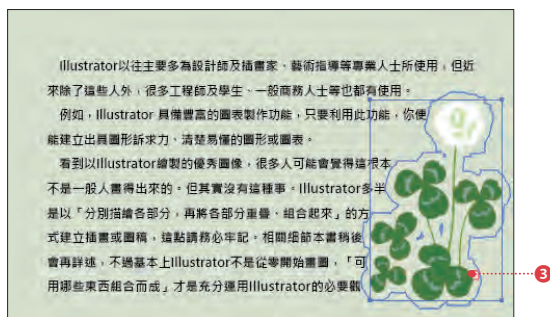 Illustrator以往主要多為設計師及插畫家、藝術指導等專業人士所使用，但近
來除了這些人外，很多工程師及學生、一般商務人士等也都有使用。
例如，Illustrator 具備豐富的圖表製作功能，只要利用此功能，你便
能建立出具圖形訴求力、清楚易懂的圖形或圖表。
看到以Illustrator繪製的優秀圖像，很多人可能會覺得這根本
不是一般人畫得出來的。但其實沒有這種事。Illustrator多半
是以「分別描繪各部分，再將各部分重疊、組合起來」的方
式建立插畫或圖稿，這點請務必牢記。相關細節本書稍後
會再詳述，不過基本上Illustrator不是從零開始畫圖，「可
用哪些東西組合而成」才是充分運用Illustrator的必要觀
3